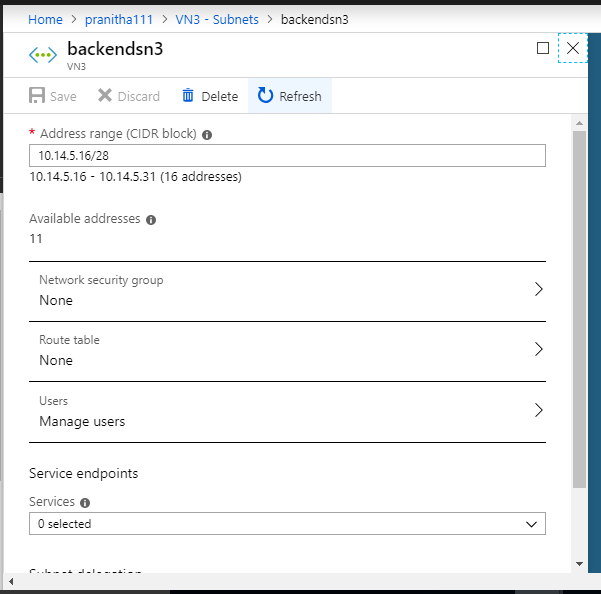 Home > pranitha111 > VN3 - Subnets > backendsn3
backendsn3
VN3
Save Discard Delete Refresh
* Address range (CIDR block)
10.14.5.16/28
10.14.5.16 - 10.14.5.31 (16 addresses)
Available addresses
11
Network security group
None
Route table
None
Users
Manage users
Service endpoints
Services
0 selected
Subnet delegation